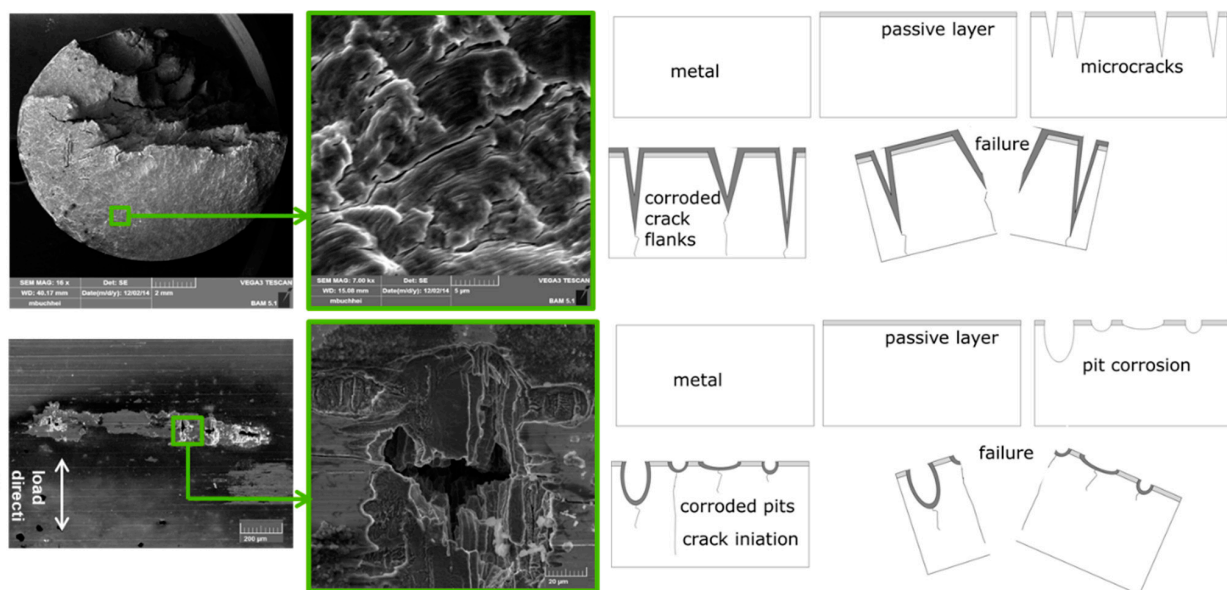 SEM MAG: 16 x
Det: SE
VEGA3 TESCAN
WD: 46.17 mm
Date(m/d/y): 12/02/14
2 mm
mbuchhei
BAM 5.1
SEM MAG: 7.00 kx
Det: SE
VEGA3 TESCAN
WD: 15.09 mm
Date(m/d/y): 12/02/14
5 µm
mbuchhei
BAM 5.1
metal
passive layer
microcracks
corroded
crack
flanks
failure
load
directi
200 µm
20 µm
metal
passive layer
pit corrosion
corroded pits
crack iniation
failure